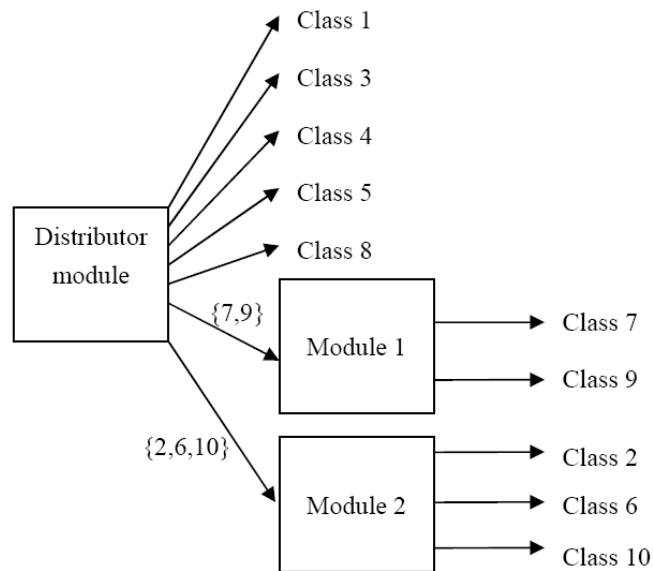 Class 1
Class 3
Class 4
Class 5
Class 8
Distributor
module
{7,9}
Module 1
Class 7
Class 9
{2,6,10}
Module 2
Class 2
Class 6
Class 10